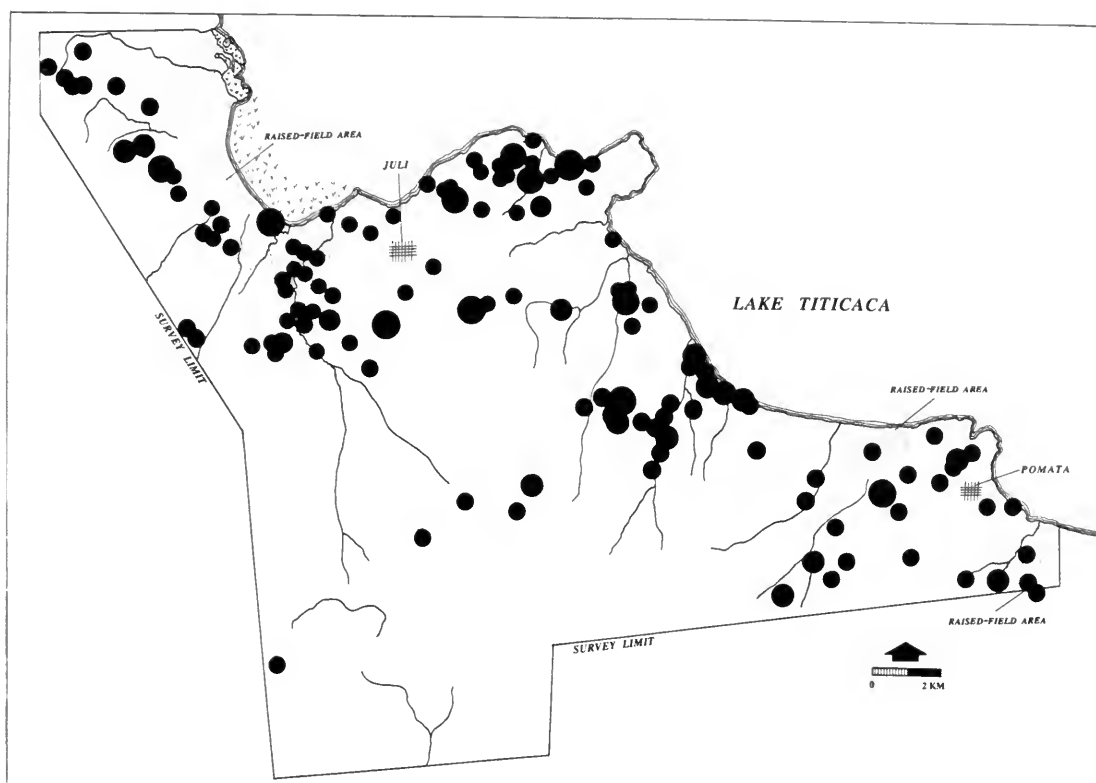 RAISED-FIELD AREA
JULI
LAKE TITICACA
SURVEY LIMIT
RAISED-FIELD AREA
POMATA
RAISED-FIELD AREA
SURVEY LIMIT
0 2 KM